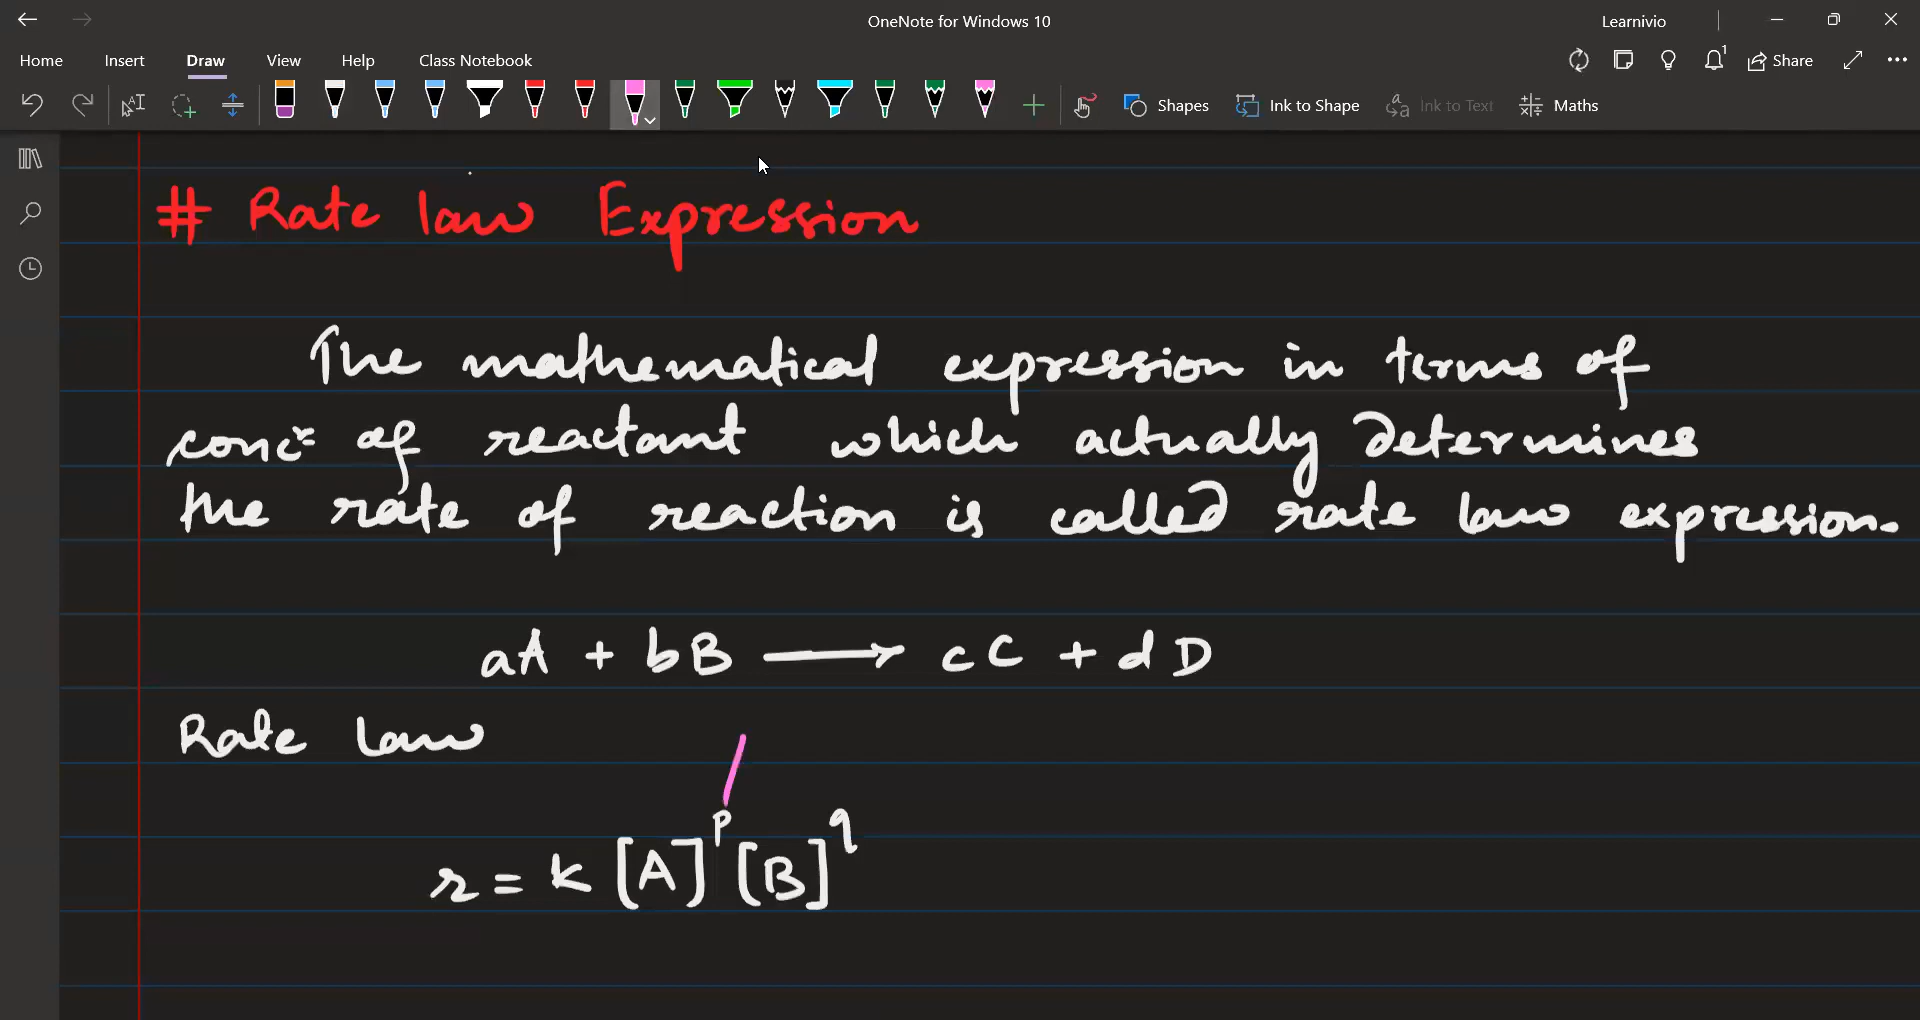 OneNote for Windows 10
Learnivio
Home Insert Draw View Help Class Notebook
1
Share
Shapes Ink to Shape Ink to Text Maths
# Rate law Expression
The mathematical expression in terms of
concⁿ of reactant which actually determines
the rate of reaction is called rate law expression.
aA + bB ⟶ cC + dD
Rate law
r = k [A]ᵖ [B]^q